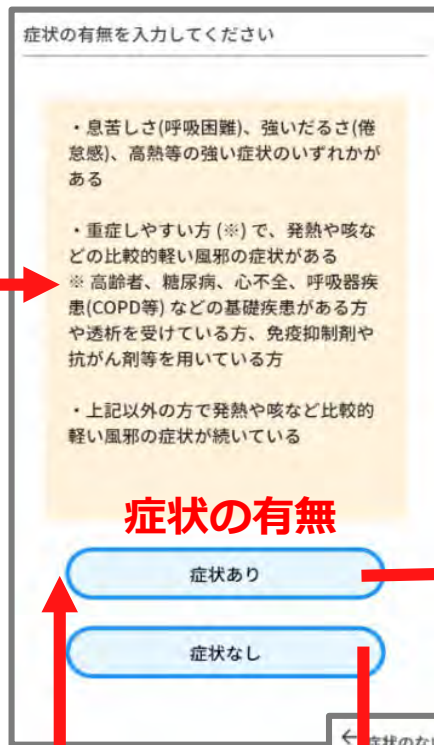 症状の有無を入力してください
・息苦しさ(呼吸困難)、強いだるさ(倦
怠感)、高熱等の強い症状のいずれかが
ある
・重症しやすい方 (※) で、発熱や咳な
どの比較的軽い風邪の症状がある
※ 高齢者、糖尿病、心不全、呼吸器疾
患(COPD等) などの基礎疾患がある方
や透析を受けている方、免疫抑制剤や
抗がん剤等を用いている方
・上記以外の方で発熱や咳など比較的
軽い風邪の症状が続いている
症状の有無
症状あり
症状なし
← 症状のない